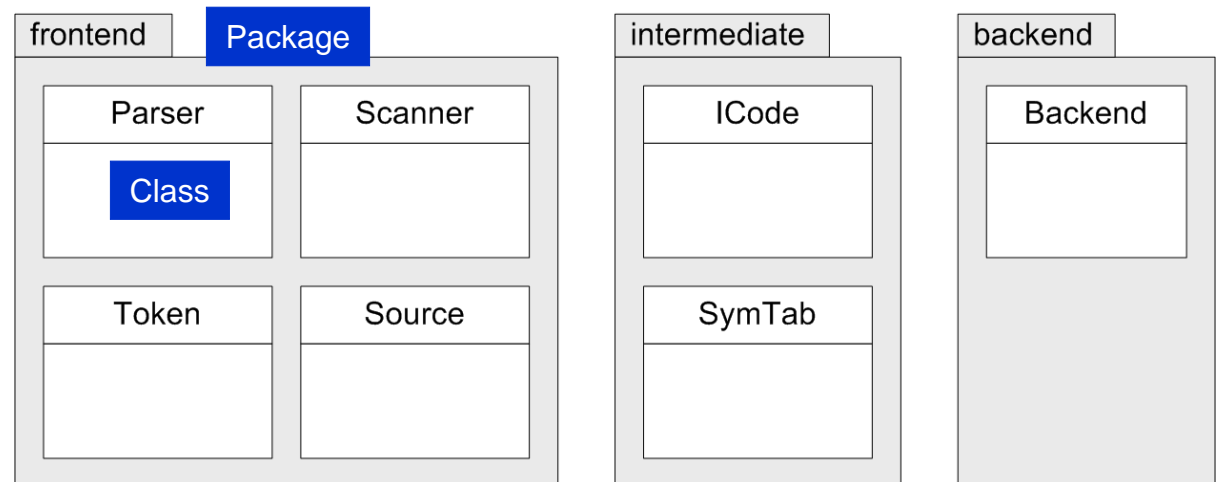 frontend
Package
intermediate
backend
Parser
Scanner
ICode
Backend
Class
Token
Source
SymTab